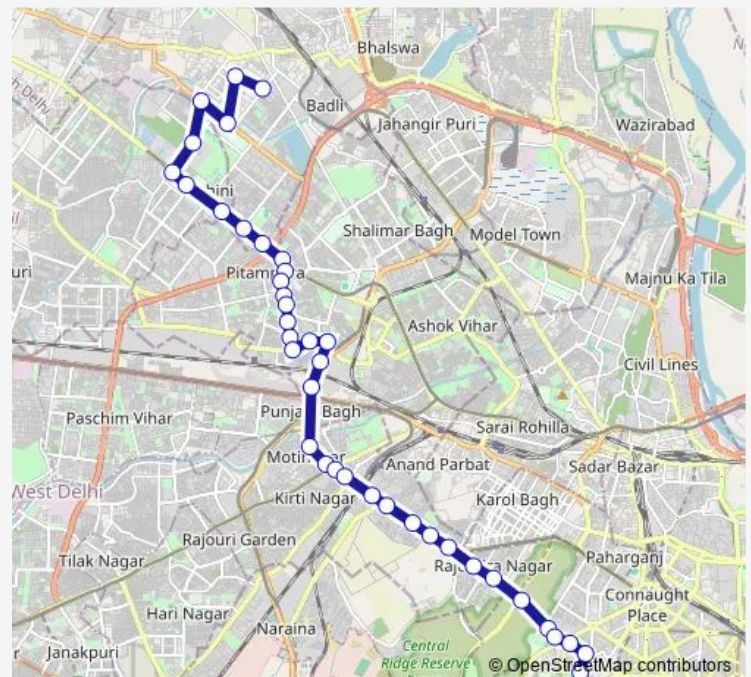 Bhalswa
Badli
Jahangir Puri
Wazirabad
Shalimar Bagh
Model Town
Majnu Ka Tila
Ashok Vihar
Civil Lines
Paschim Vihar
Bagh
Sarai Rohilla
Anand Parbat
Sadar Bazar
West Delhi
Kirti Nagar
Karol Bagh
Rajouri Garden
Tilak Nagar
Nagar
Paharganj
Connaught
Place
Hari Nagar
Naraina
Janakpuri
Central
Ridge Reserve
© OpenStreetMap contributors